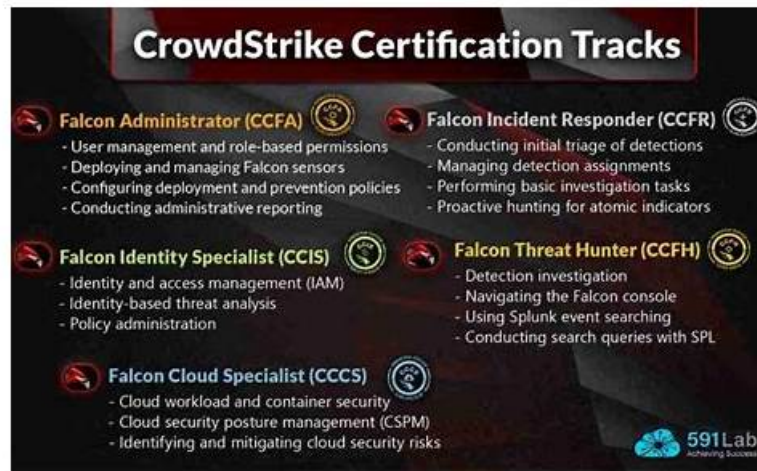 CrowdStrike Certification Tracks
Falcon Administrator (CCFA)
- User management and role-based permissions
- Deploying and managing Falcon sensors
- Configuring deployment and prevention policies
- Conducting administrative reporting
Falcon Incident Responder (CCFR)
- Conducting initial triage of detections
- Managing detection assignments
- Performing basic investigation tasks
- Proactive hunting for atomic indicators
Falcon Identity Specialist (CCIS)
- Identity and access management (IAM)
- Identity-based threat analysis
- Policy administration
Falcon Threat Hunter (CCFH)
- Detection investigation
- Navigating the Falcon console
- Using Splunk event searching
- Conducting search queries with SPL
Falcon Cloud Specialist (CCCS)
- Cloud workload and container security
- Cloud security posture management (CSPM)
- Identifying and mitigating cloud security risks
591Lab
Achieving Success